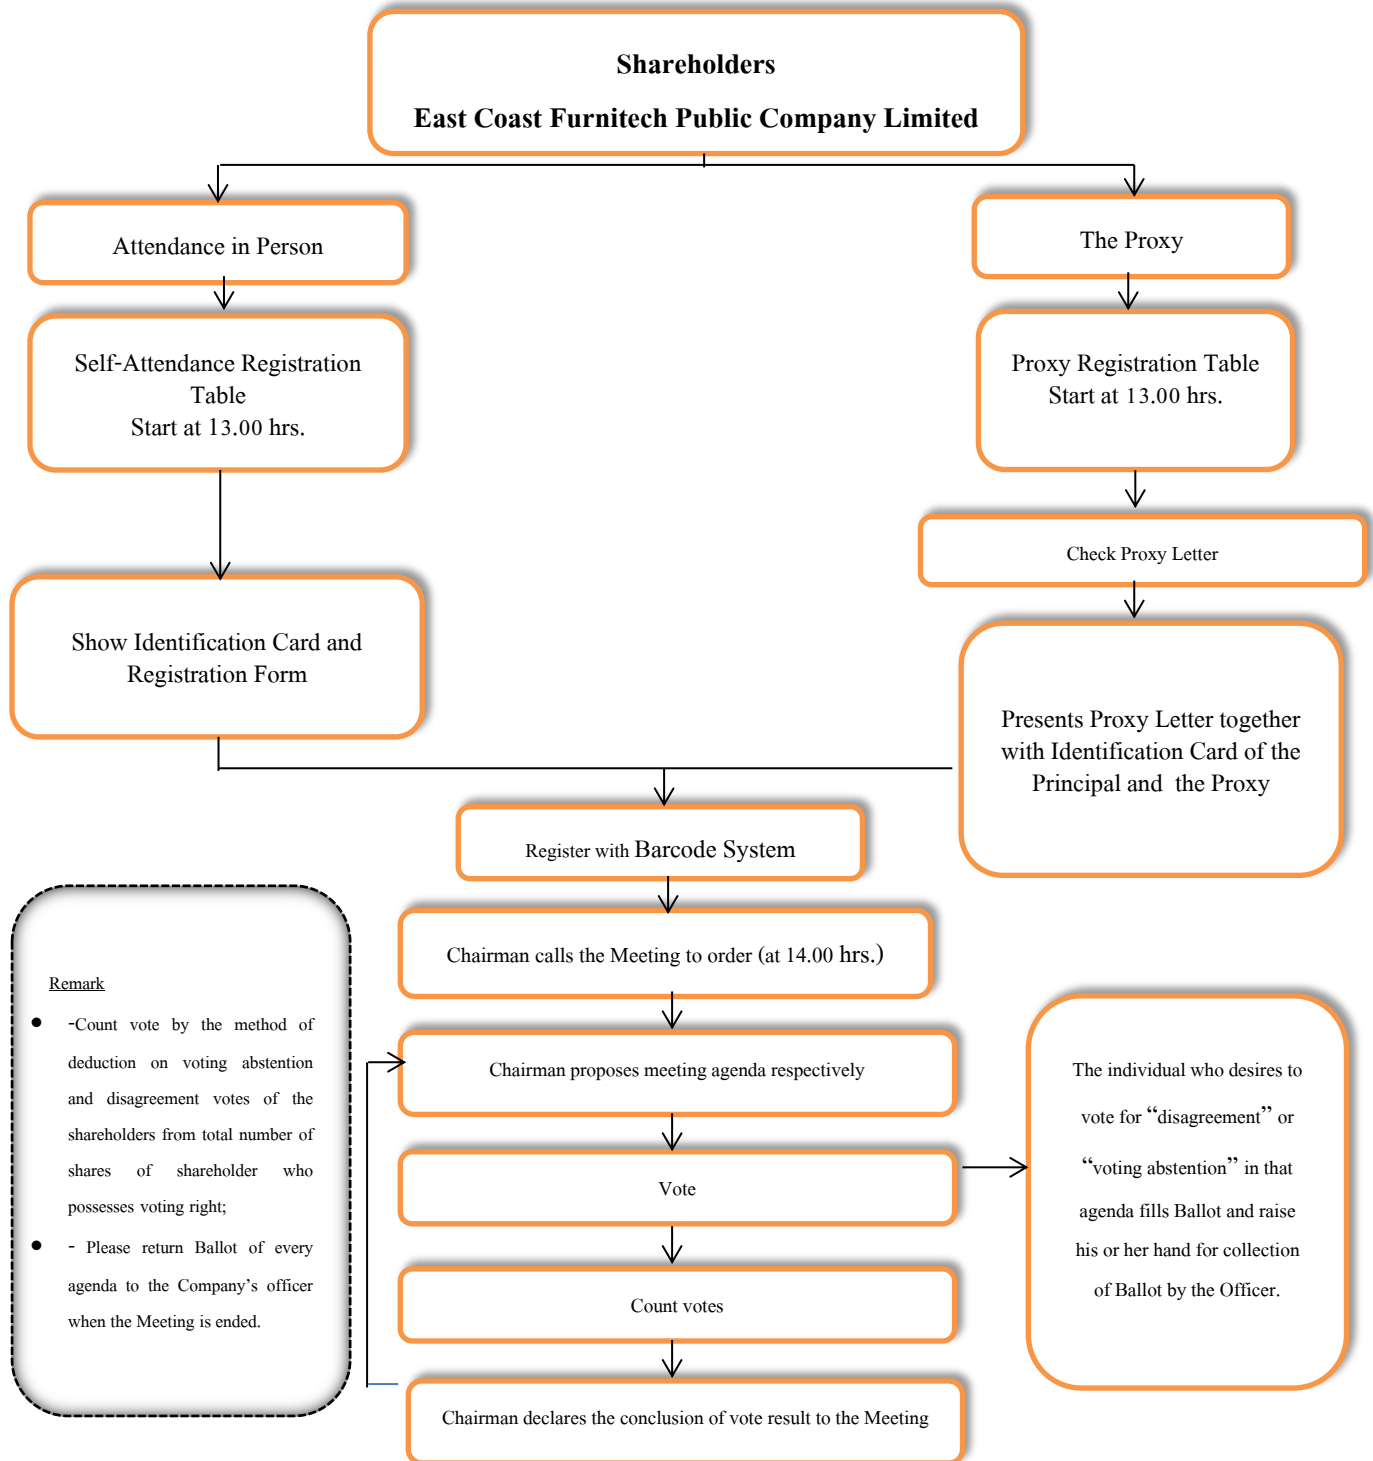 Shareholders
East Coast Furnitech Public Company Limited
Attendance in Person
The Proxy
Self-Attendance Registration
Table
Start at 13.00 hrs.
Proxy Registration Table
Start at 13.00 hrs.
Check Proxy Letter
Show Identification Card and
Registration Form
Presents Proxy Letter together
with Identification Card of the
Principal and the Proxy
Register with Barcode System
Chairman calls the Meeting to order (at 14.00 hrs.)
Chairman proposes meeting agenda respectively
Vote
Count votes
Chairman declares the conclusion of vote result to the Meeting
Remark
● -Count vote by the method of
deduction on voting abstention
and disagreement votes of the
shareholders from total number of
shares of shareholder who
possesses voting right;
● - Please return Ballot of every
agenda to the Company’s officer
when the Meeting is ended.
The individual who desires to
vote for “disagreement” or
“voting abstention” in that
agenda fills Ballot and raise
his or her hand for collection
of Ballot by the Officer.